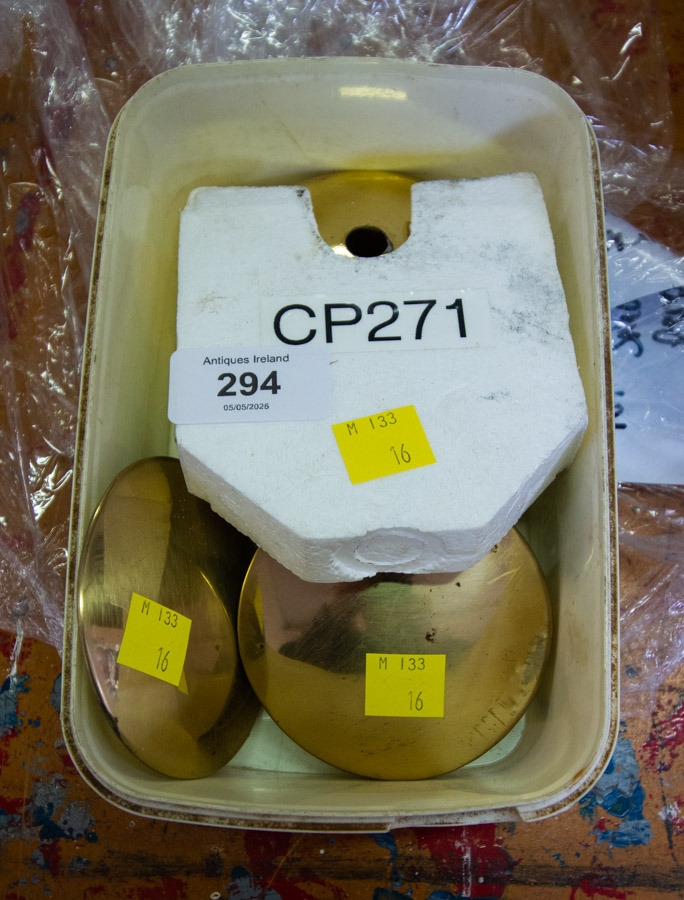 CP271
Antiques Ireland
294
05/05/2026
M 133
16
M 133
16
M 133
16